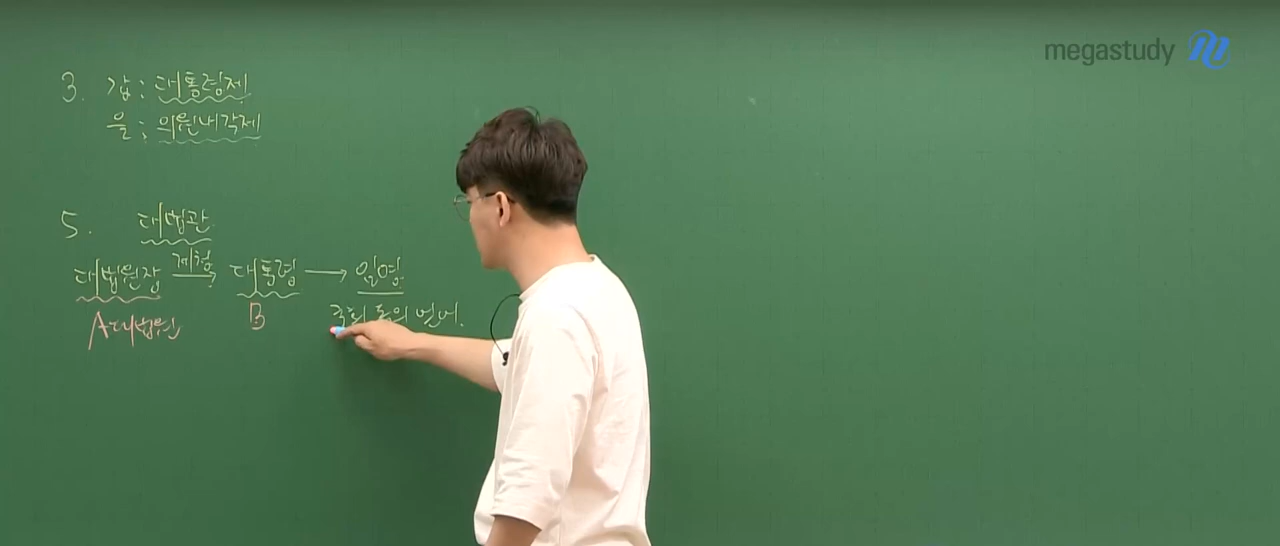 megastudy
3. 갑 : 대통령제
을 : 의원내각제
5. 대법관
대법원장 제청 → 대통령 → 임명
A 대법원 B 국회 동의 얻어.